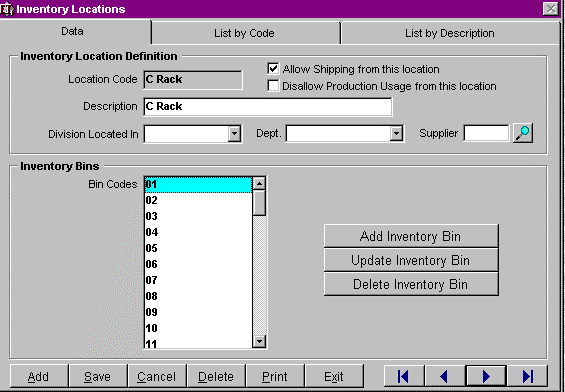 Inventory Locations
Data List by Code List by Description
Inventory Location Definition
Location Code C Rack Allow Shipping from this location
Disallow Production Usage from this location
Description C Rack
Division Located In Dept. Supplier
Inventory Bins
Bin Codes 01
02
03
04
05
06
07
08
09
10
11
Add Inventory Bin
Update Inventory Bin
Delete Inventory Bin
Add Save Cancel Delete Print Exit